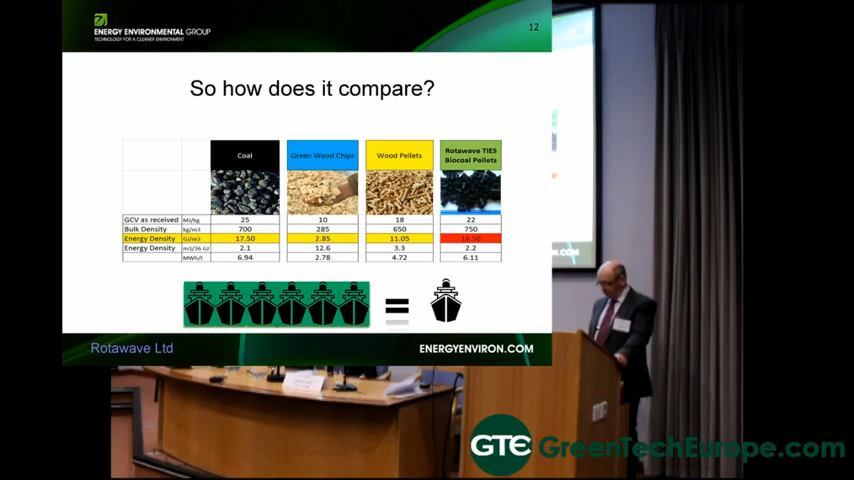 ENERGY ENVIRONMENTAL GROUP
TECHNOLOGY FOR A CLEANER ENVIRONMENT
12
So how does it compare?
Coal Green Wood Chips Wood Pellets Rotawave TIES Biocoal Pellets
GCV as received MJ/kg 25 10 18 22
Bulk Density kg/m3 700 285 650 750
Energy Density GJ/m3 17.50 2.85 11.05 16.50
Energy Density m3/36 GJ 2.1 12.6 3.3 2.2
MWh/t 6.94 2.78 4.72 6.11
=
Rotawave Ltd
ENERGYENVIRON.COM
GTE GreenTechEurope.com